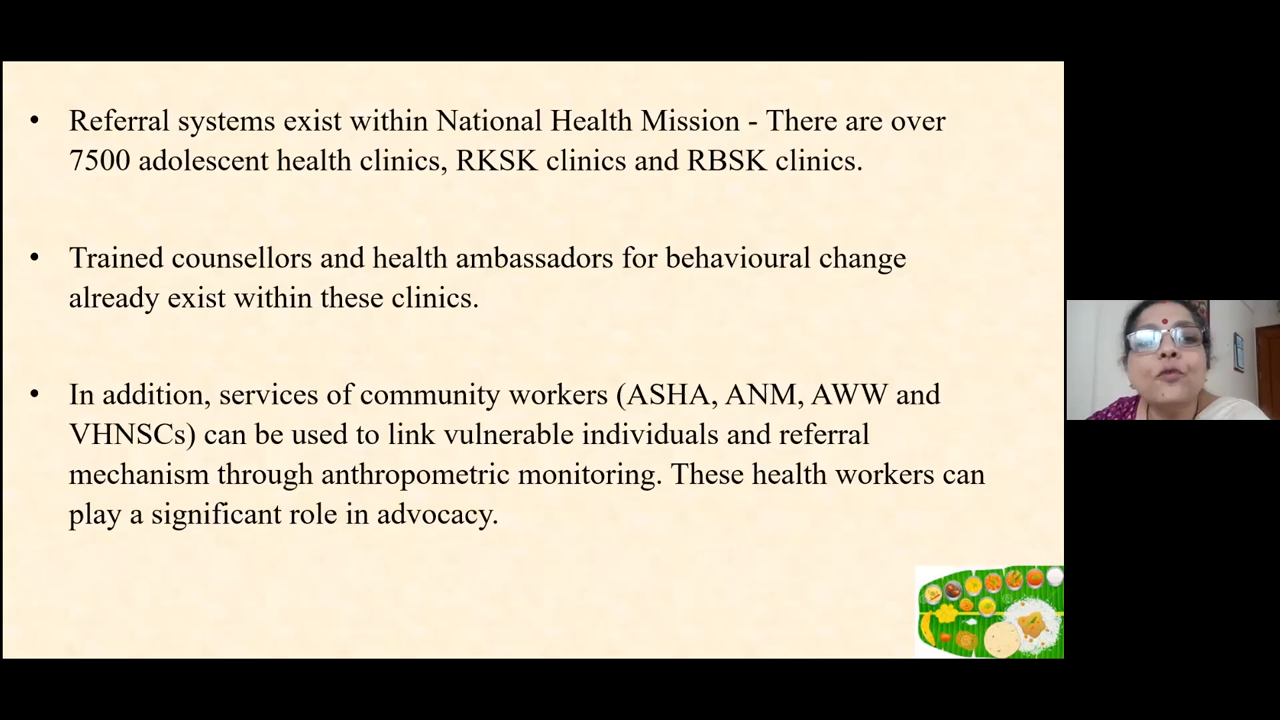 • Referral systems exist within National Health Mission - There are over
7500 adolescent health clinics, RKSK clinics and RBSK clinics.
• Trained counsellors and health ambassadors for behavioural change
already exist within these clinics.
• In addition, services of community workers (ASHA, ANM, AWW and
VHNSCs) can be used to link vulnerable individuals and referral
mechanism through anthropometric monitoring. These health workers can
play a significant role in advocacy.